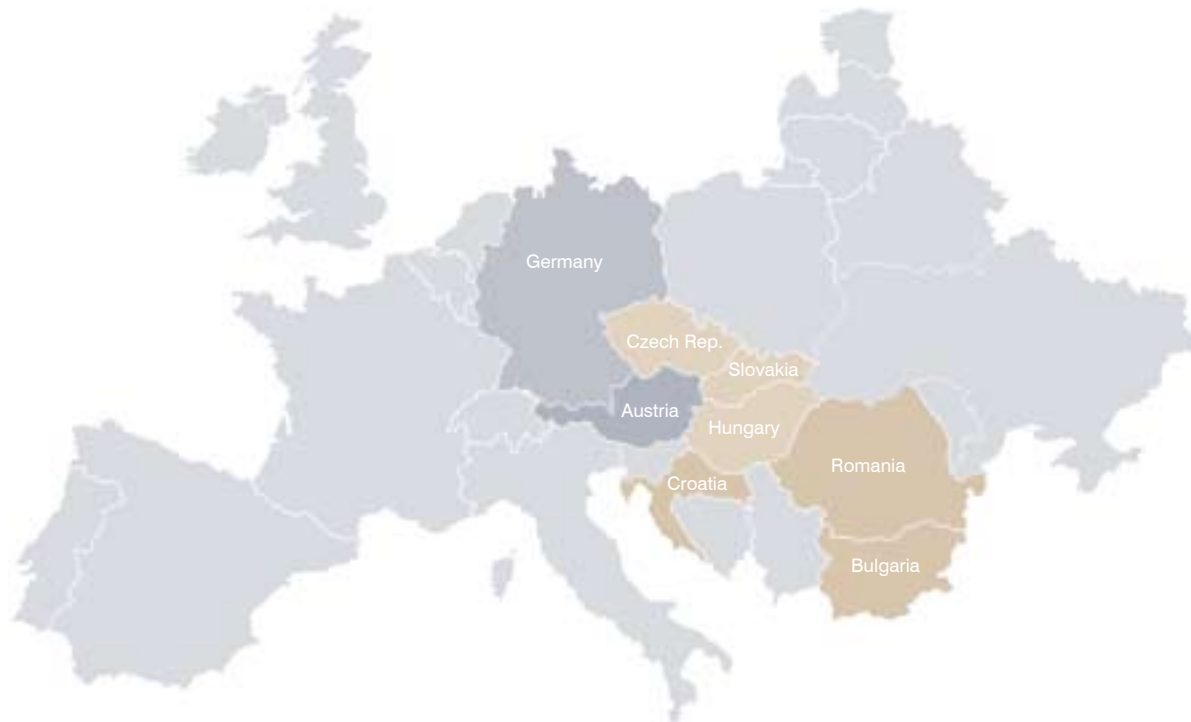 Germany
Czech Rep.
Slovakia
Austria
Hungary
Romania
Croatia
Bulgaria